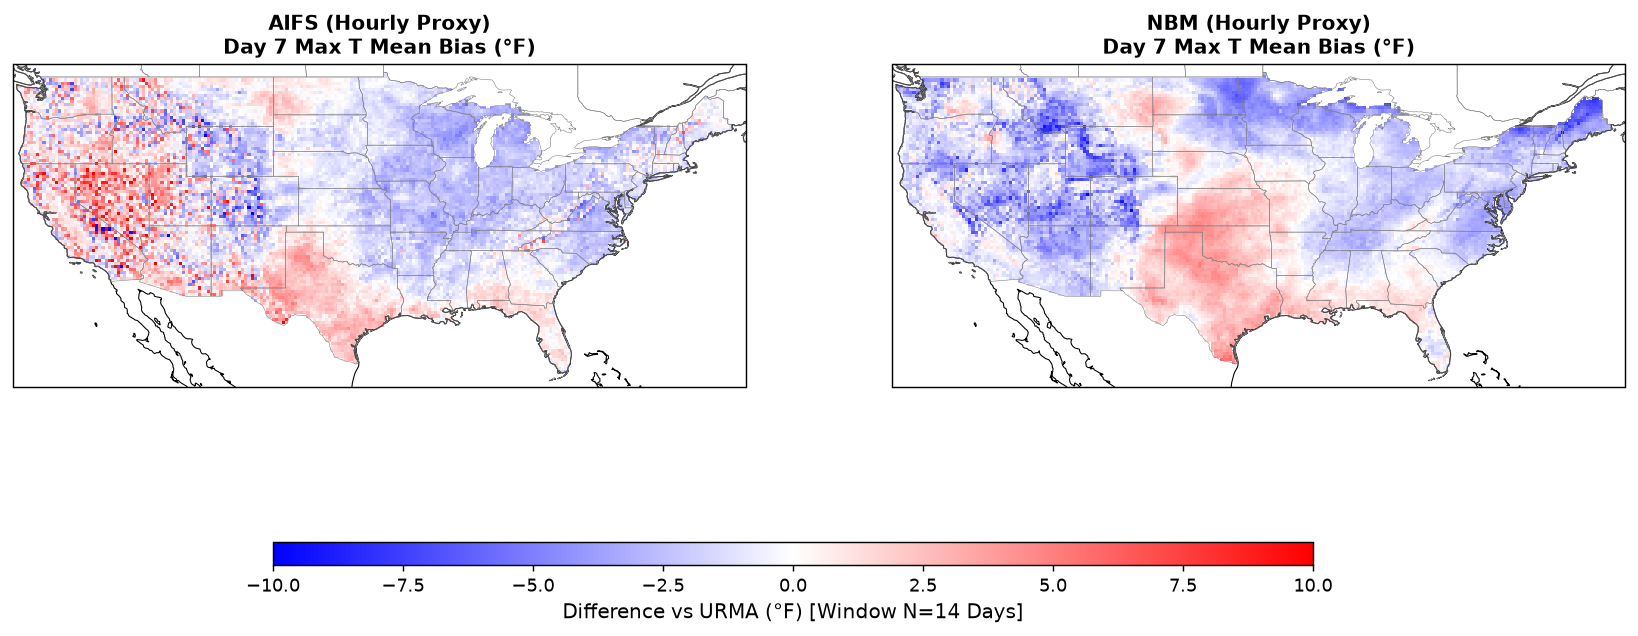 AIFS (Hourly Proxy)
Day 7 Max T Mean Bias (°F)
NBM (Hourly Proxy)
Day 7 Max T Mean Bias (°F)
−10.0 −7.5 −5.0 −2.5 0.0 2.5 5.0 7.5 10.0
Difference vs URMA (°F) [Window N=14 Days]